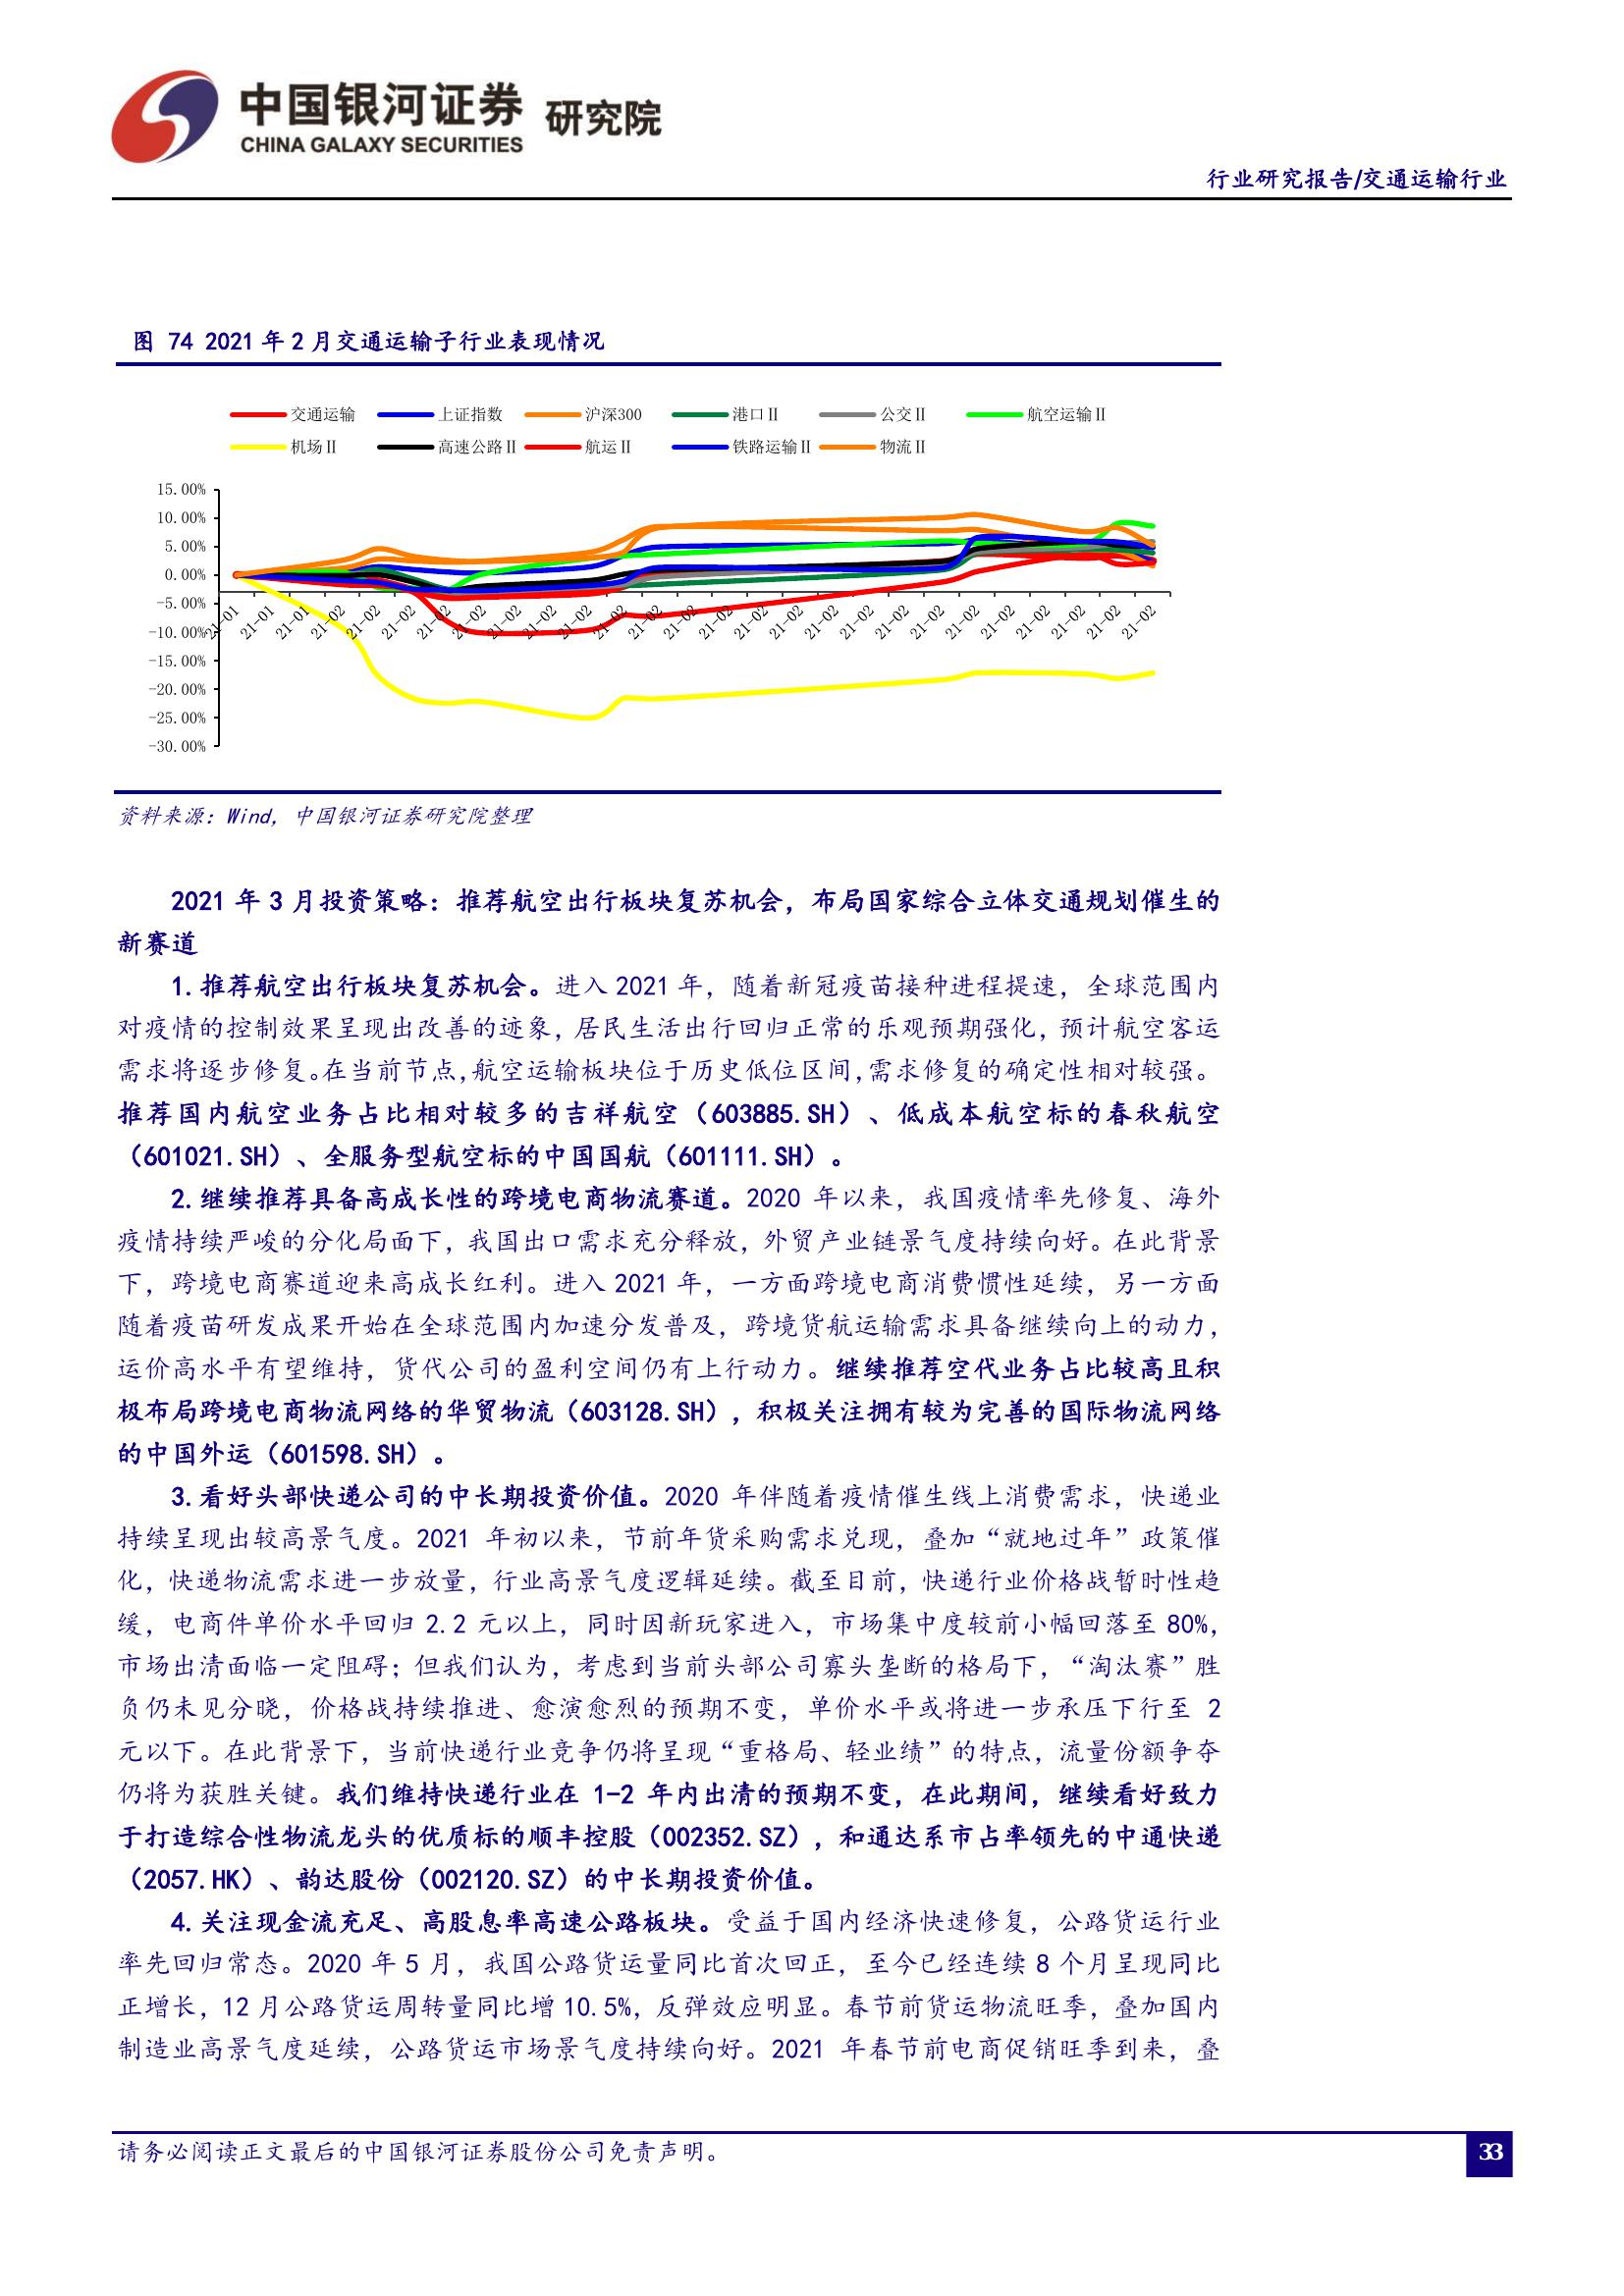 中国银河证券 研究院
CHINA GALAXY SECURITIES
行业研究报告/交通运输行业
图 74 2021 年 2 月交通运输子行业表现情况
交通运输 上证指数 沪深300 港口Ⅱ 公交Ⅱ 航空运输Ⅱ
机场Ⅱ 高速公路Ⅱ 航运Ⅱ 铁路运输Ⅱ 物流Ⅱ
15.00%
10.00%
5.00%
0.00%
-5.00%
-10.00%
-15.00%
-20.00%
-25.00%
-30.00%
21-01 21-01 21-01 21-02 21-02 21-02 21-02 21-02 21-02 21-02 21-02 21-02 21-02 21-02 21-02 21-02 21-02 21-02 21-02 21-02 21-02 21-02 21-02 21-02 21-02 21-02 21-02
资料来源：Wind，中国银河证券研究院整理
2021 年 3 月投资策略：推荐航空出行板块复苏机会，布局国家综合立体交通规划催生的
新赛道
1.推荐航空出行板块复苏机会。进入 2021 年，随着新冠疫苗接种进程提速，全球范围内
对疫情的控制效果呈现出改善的迹象，居民生活出行回归正常的乐观预期强化，预计航空客运
需求将逐步修复。在当前节点，航空运输板块位于历史低位区间，需求修复的确定性相对较强。
推荐国内航空业务占比相对较多的吉祥航空（603885.SH）、低成本航空标的春秋航空
（601021.SH）、全服务型航空标的中国国航（601111.SH）。
2.继续推荐具备高成长性的跨境电商物流赛道。2020 年以来，我国疫情率先修复、海外
疫情持续严峻的分化局面下，我国出口需求充分释放，外贸产业链景气度持续向好。在此背景
下，跨境电商赛道迎来高成长红利。进入 2021 年，一方面跨境电商消费惯性延续，另一方面
随着疫苗研发成果开始在全球范围内加速分发普及，跨境货航运输需求具备继续向上的动力，
运价高水平有望维持，货代公司的盈利空间仍有上行动力。继续推荐空代业务占比较高且积
极布局跨境电商物流网络的华贸物流（603128.SH），积极关注拥有较为完善的国际物流网络
的中国外运（601598.SH）。
3.看好头部快递公司的中长期投资价值。2020 年伴随着疫情催生线上消费需求，快递业
持续呈现出较高景气度。2021 年初以来，节前年货采购需求兑现，叠加“就地过年”政策催
化，快递物流需求进一步放量，行业高景气度逻辑延续。截至目前，快递行业价格战暂时性趋
缓，电商件单价水平回归 2.2 元以上，同时因新玩家进入，市场集中度较前小幅回落至 80%，
市场出清面临一定阻碍；但我们认为，考虑到当前头部公司寡头垄断的格局下，“淘汰赛”胜
负仍未见分晓，价格战持续推进、愈演愈烈的预期不变，单价水平或将进一步承压下行至 2
元以下。在此背景下，当前快递行业竞争仍将呈现“重格局、轻业绩”的特点，流量份额争夺
仍将为获胜关键。我们维持快递行业在 1-2 年内出清的预期不变，在此期间，继续看好致力
于打造综合性物流龙头的优质标的顺丰控股（002352.SZ），和通达系市占率领先的中通快递
（2057.HK）、韵达股份（002120.SZ）的中长期投资价值。
4.关注现金流充足、高股息率高速公路板块。受益于国内经济快速修复，公路货运行业
率先回归常态。2020 年 5 月，我国公路货运量同比首次回正，至今已经连续 8 个月呈现同比
正增长，12 月公路货运周转量同比增 10.5%，反弹效应明显。春节前货运物流旺季，叠加国内
制造业高景气度延续，公路货运市场景气度持续向好。2021 年春节前电商促销旺季到来，叠
请务必阅读正文最后的中国银河证券股份公司免责声明。
33